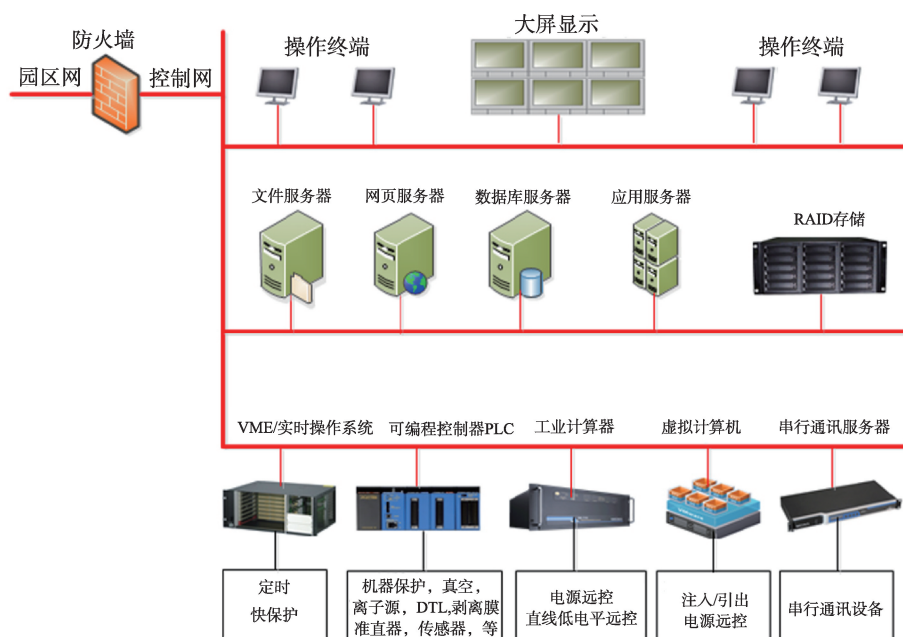 大屏显示
防火墙
操作终端
操作终端
园区网
控制网
文件服务器
网页服务器
数据库服务器
应用服务器
RAID存储
VME/实时操作系统
可编程控制器PLC
工业计算器
虚拟计算机
串行通讯服务器
定时
快保护
机器保护，真空，
离子源，DTL,剥离膜
准直器，传感器，等
电源远控
直线低电平远控
注入/引出
电源远控
串行通讯设备